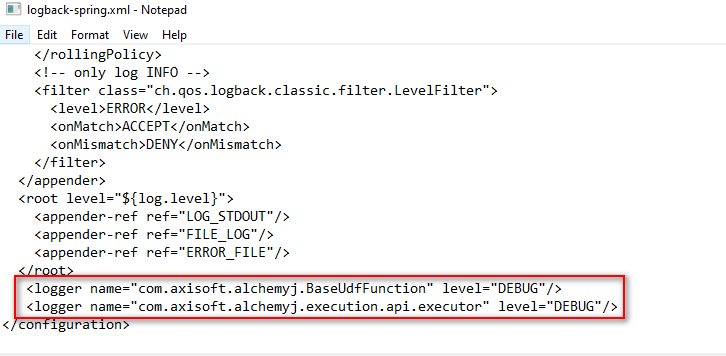 logback-spring.xml - Notepad
File Edit Format View Help
</rollingPolicy>
<!-- only log INFO -->
<filter class="ch.qos.logback.classic.filter.LevelFilter">
<level>ERROR</level>
<onMatch>ACCEPT</onMatch>
<onMismatch>DENY</onMismatch>
</filter>
</appender>
<root level="${log.level}">
<appender-ref ref="LOG_STDOUT"/>
<appender-ref ref="FILE_LOG"/>
<appender-ref ref="ERROR_FILE"/>
</root>
<logger name="com.axisoft.alchemyj.BaseUdfFunction" level="DEBUG"/>
<logger name="com.axisoft.alchemyj.execution.api.executor" level="DEBUG"/>
</configuration>